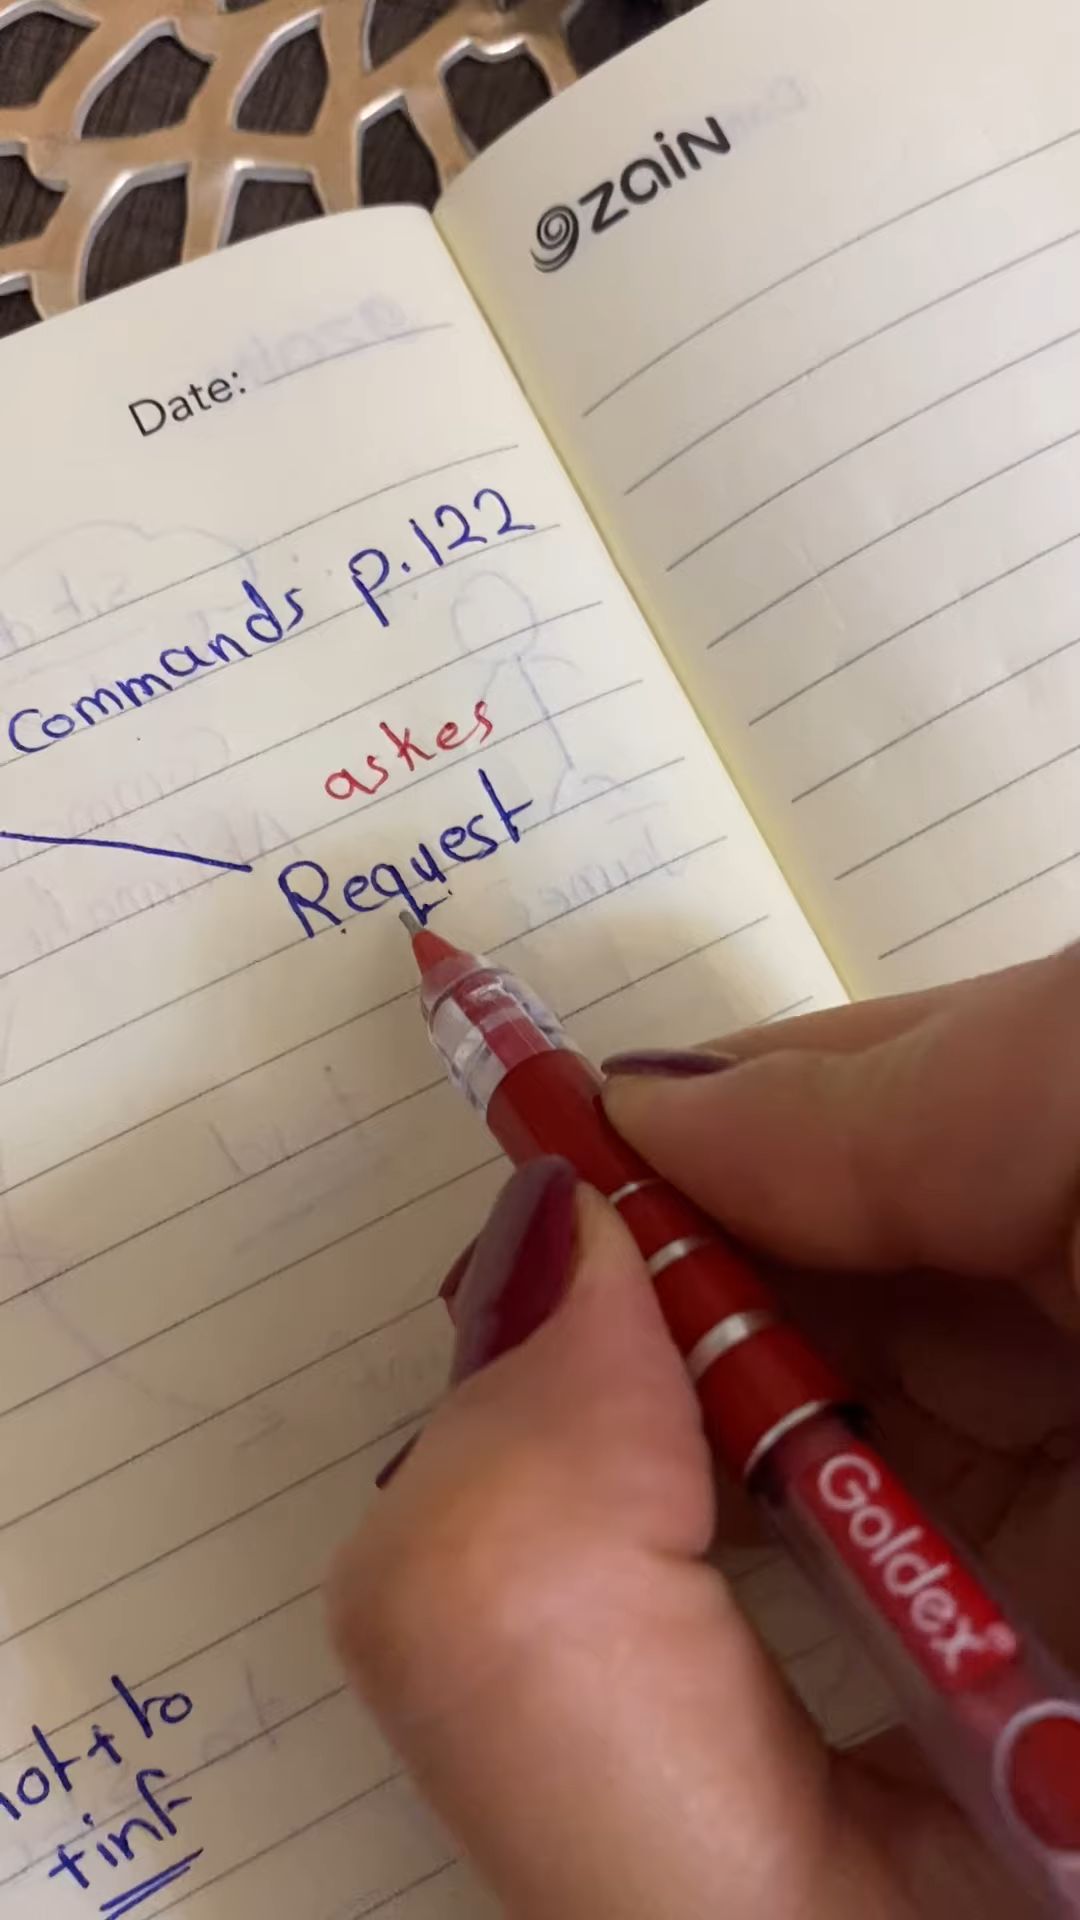 zain
Date:
Commands p.122
askes
Request
not + to
+ inf
Goldex